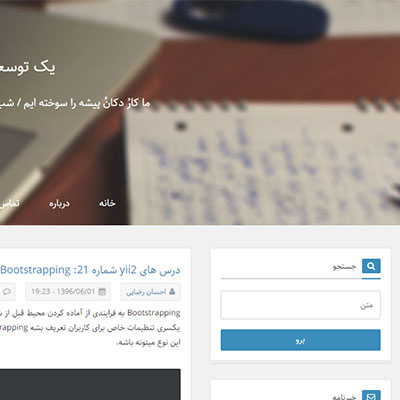 یک توسع
ما کارُ دکانُ پیشه را سوخته ایم / شب
خانه
درباره
تماس
جستجو
متن
برو
خبرنامه
درس های yii2 شماره 21: Bootstrapping
احسان رضایی
1396/06/01 - 19:23
Bootstrapping به فرایندی از آماده کردن محیط قبل از
یکسری تنظیمات خاص برای کاربران تعریف بشه rapping
این نوع میتونه باشه.